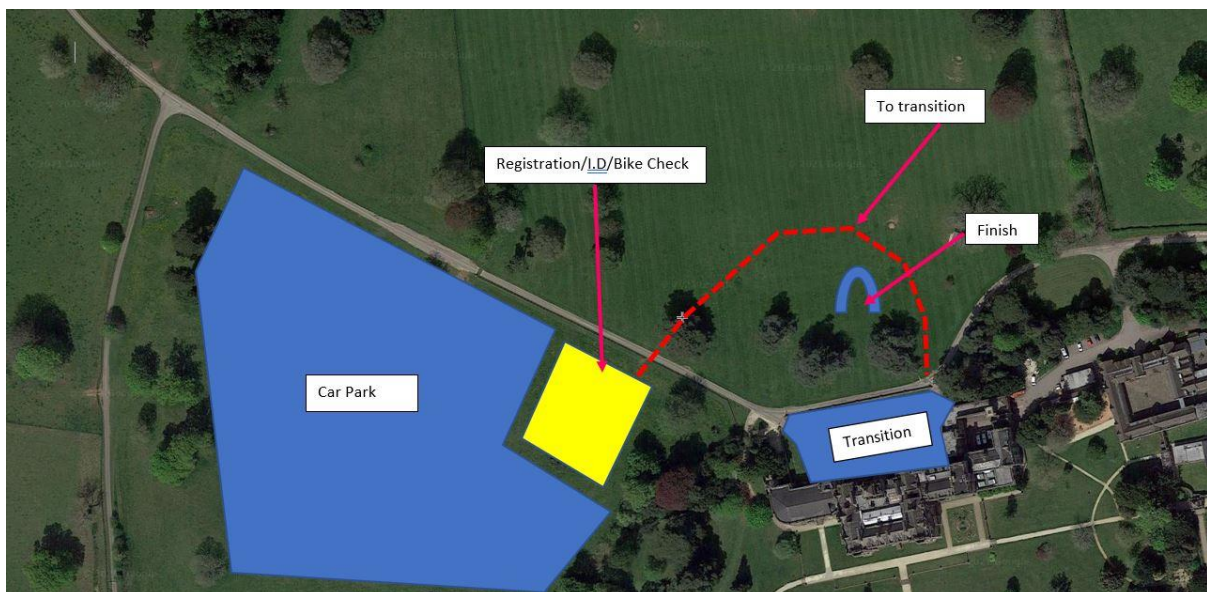 To transition
Registration/I.D/Bike Check
Finish
Car Park
Transition